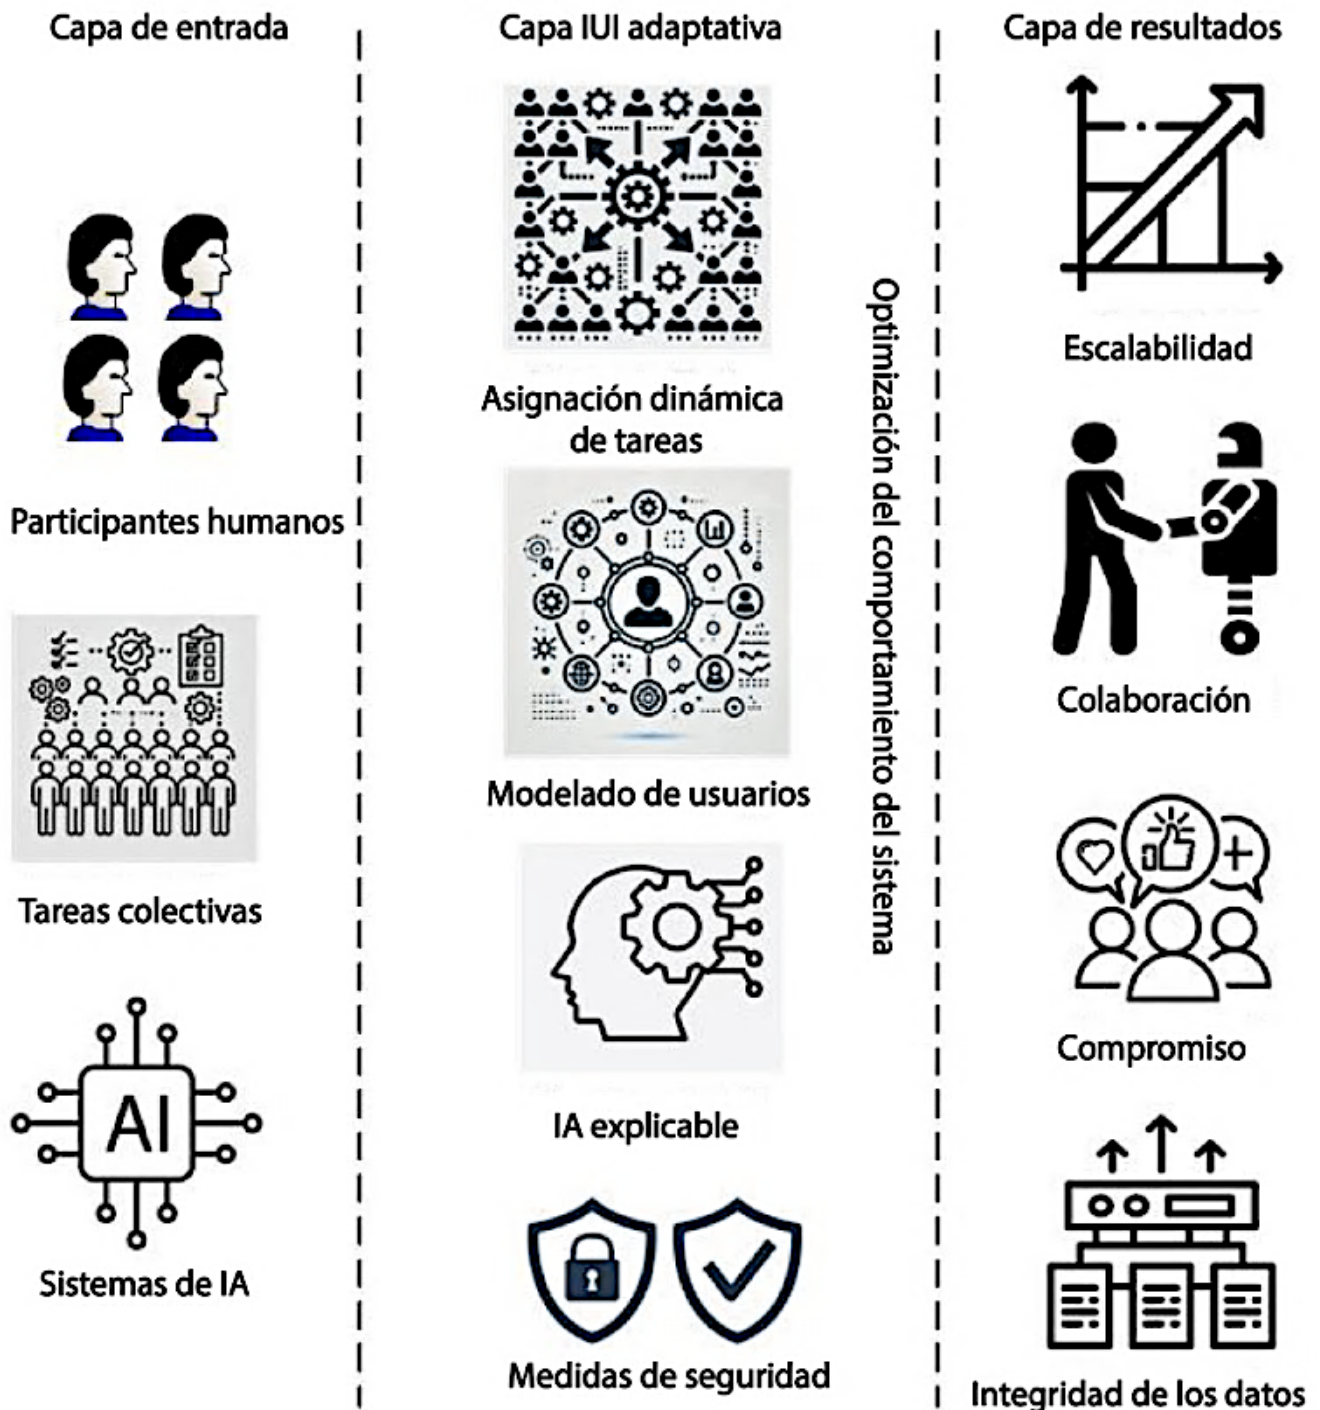 Capa de entrada
Participantes humanos
Tareas colectivas
AI
Sistemas de IA
Capa IUI adaptativa
Asignación dinámica
de tareas
Modelado de usuarios
IA explicable
Medidas de seguridad
Optimización del comportamiento del sistema
Capa de resultados
Escalabilidad
Colaboración
Compromiso
Integridad de los datos